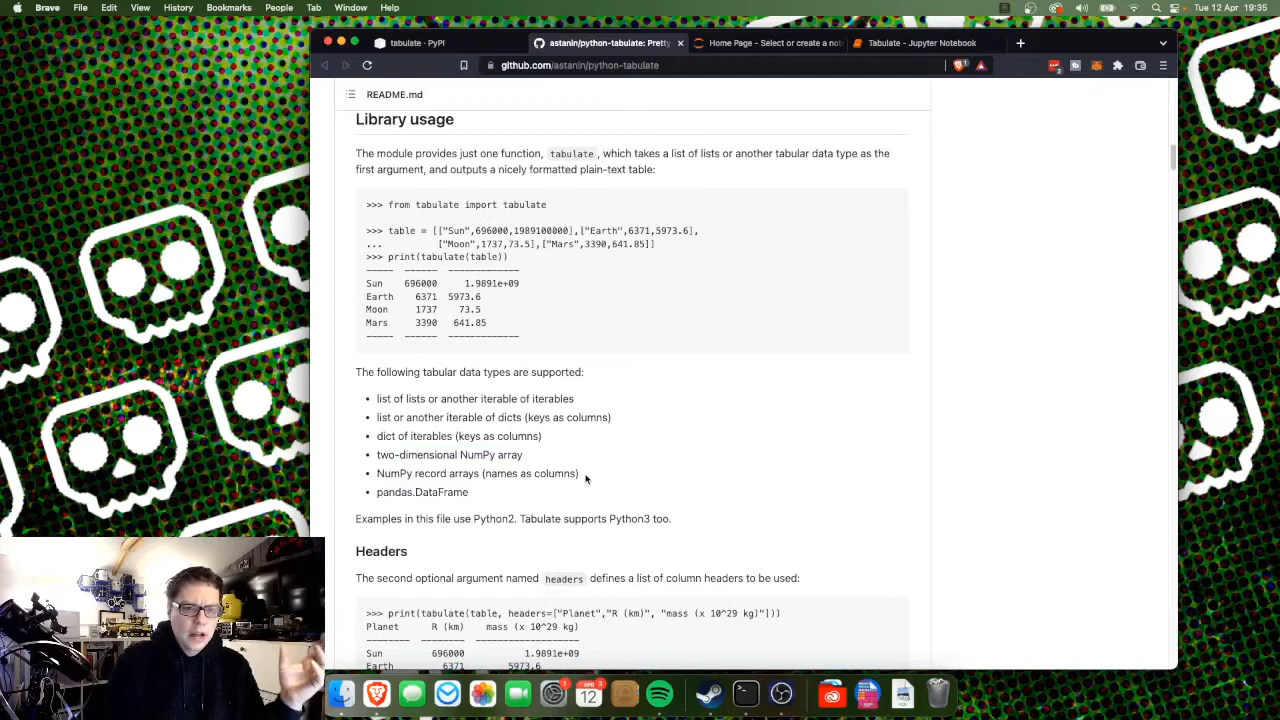 Brave File Edit View History Bookmarks People Tab Window Help Tue 12 Apr 19:35
tabulate · PyPI astanin/python-tabulate: Pretty Home Page - Select or create a not Tabulate - Jupyter Notebook
github.com/astanin/python-tabulate
README.md
Library usage
The module provides just one function, tabulate, which takes a list of lists or another tabular data type as the
first argument, and outputs a nicely formatted plain-text table:
>>> from tabulate import tabulate
>>> table = [["Sun",696000,1989100000],["Earth",6371,5973.6],
... ["Moon",1737,73.5],["Mars",3390,641.85]]
>>> print(tabulate(table))
----- ------ -------------
Sun 696000 1.9891e+09
Earth 6371 5973.6
Moon 1737 73.5
Mars 3390 641.85
----- ------ -------------
The following tabular data types are supported:
• list of lists or another iterable of iterables
• list or another iterable of dicts (keys as columns)
• dict of iterables (keys as columns)
• two-dimensional NumPy array
• NumPy record arrays (names as columns)
• pandas.DataFrame
Examples in this file use Python2. Tabulate supports Python3 too.
Headers
The second optional argument named headers defines a list of column headers to be used:
>>> print(tabulate(table, headers=["Planet","R (km)", "mass (x 10^29 kg)"]))
Planet R (km) mass (x 10^29 kg)
-------- -------- -------------------
Sun 696000 1.9891e+09
Earth 6371 5973.6